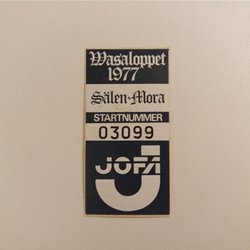 Wasaloppet
1977
Sälen-Mora
STARTNUMMER
03099
JOFA